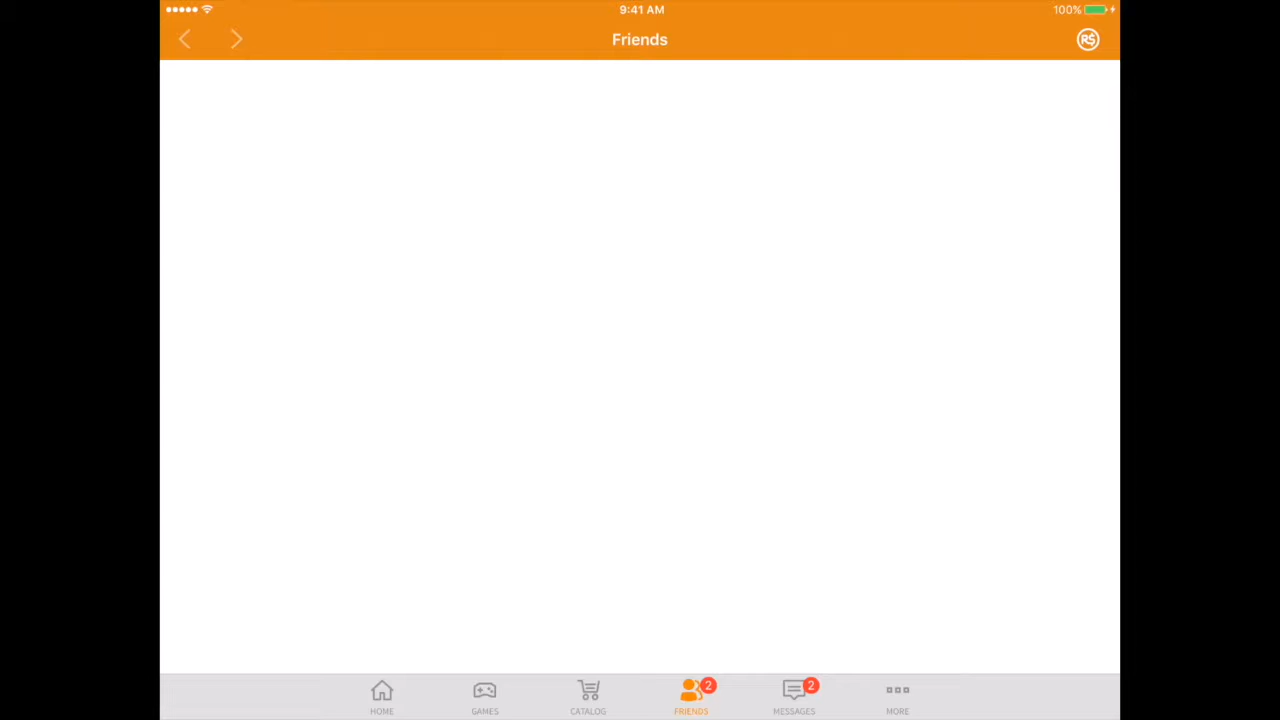 9:41 AM 100%
Friends R$
2 2
HOME GAMES CATALOG FRIENDS MESSAGES MORE